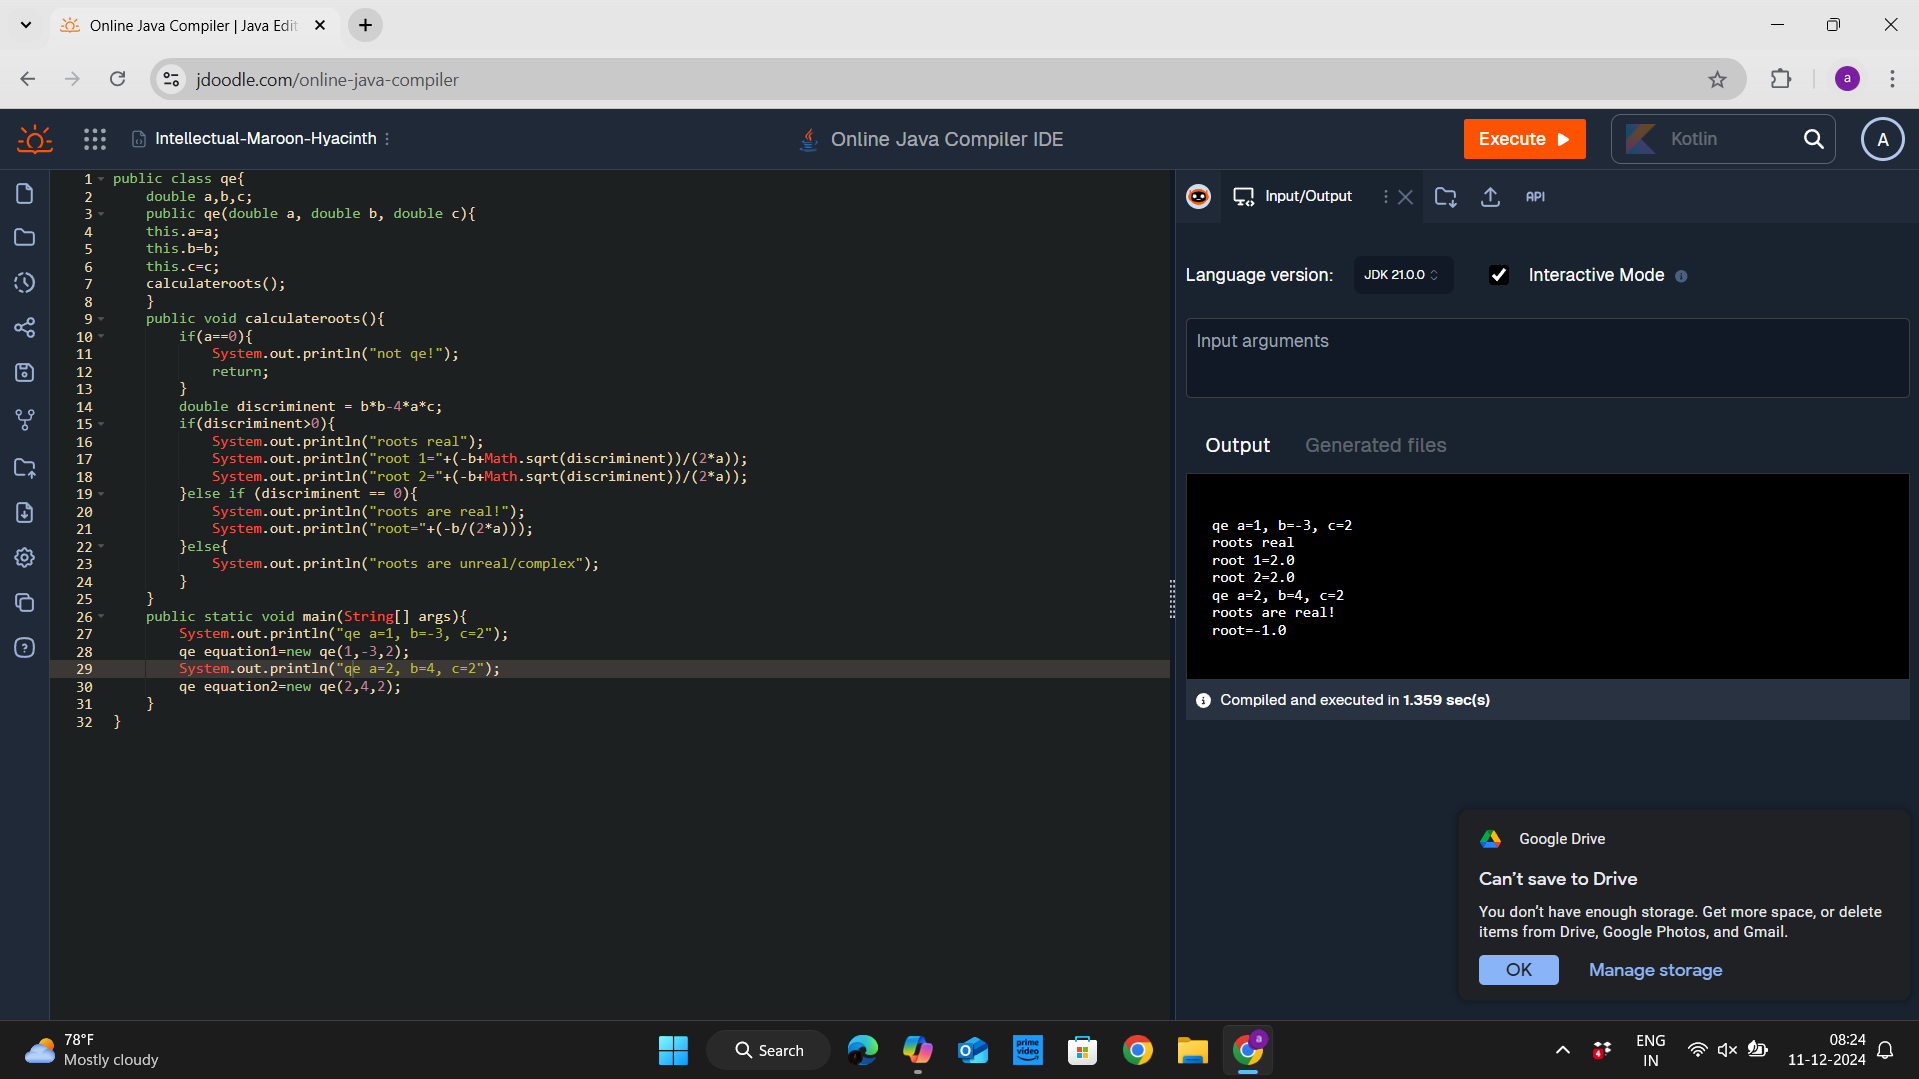 Online Java Compiler | Java Edit
jdoodle.com/online-java-compiler
a
Intellectual-Maroon-Hyacinth
Online Java Compiler IDE
Execute
Kotlin
A
1 public class qe{
2 double a,b,c;
3 public qe(double a, double b, double c){
4 this.a=a;
5 this.b=b;
6 this.c=c;
7 calculateroots();
8 }
9 public void calculateroots(){
10 if(a==0){
11 System.out.println("not qe!");
12 return;
13 }
14 double discriminent = b*b-4*a*c;
15 if(discriminent>0){
16 System.out.println("roots real");
17 System.out.println("root 1="+(-b+Math.sqrt(discriminent))/(2*a));
18 System.out.println("root 2="+(-b+Math.sqrt(discriminent))/(2*a));
19 }else if (discriminent == 0){
20 System.out.println("roots are real!");
21 System.out.println("root="+(-b/(2*a)));
22 }else{
23 System.out.println("roots are unreal/complex");
24 }
25 }
26 public static void main(String[] args){
27 System.out.println("qe a=1, b=-3, c=2");
28 qe equation1=new qe(1,-3,2);
29 System.out.println("qe a=2, b=4, c=2");
30 qe equation2=new qe(2,4,2);
31 }
32 }
Input/Output
API
Language version:
JDK 21.0.0
Interactive Mode
Input arguments
Output
Generated files
qe a=1, b=-3, c=2
roots real
root 1=2.0
root 2=2.0
qe a=2, b=4, c=2
roots are real!
root=-1.0
Compiled and executed in 1.359 sec(s)
Google Drive
Can't save to Drive
You don't have enough storage. Get more space, or delete
items from Drive, Google Photos, and Gmail.
OK
Manage storage
78°F
Mostly cloudy
Search
prime
video
a
4
ENG
IN
08:24
11-12-2024